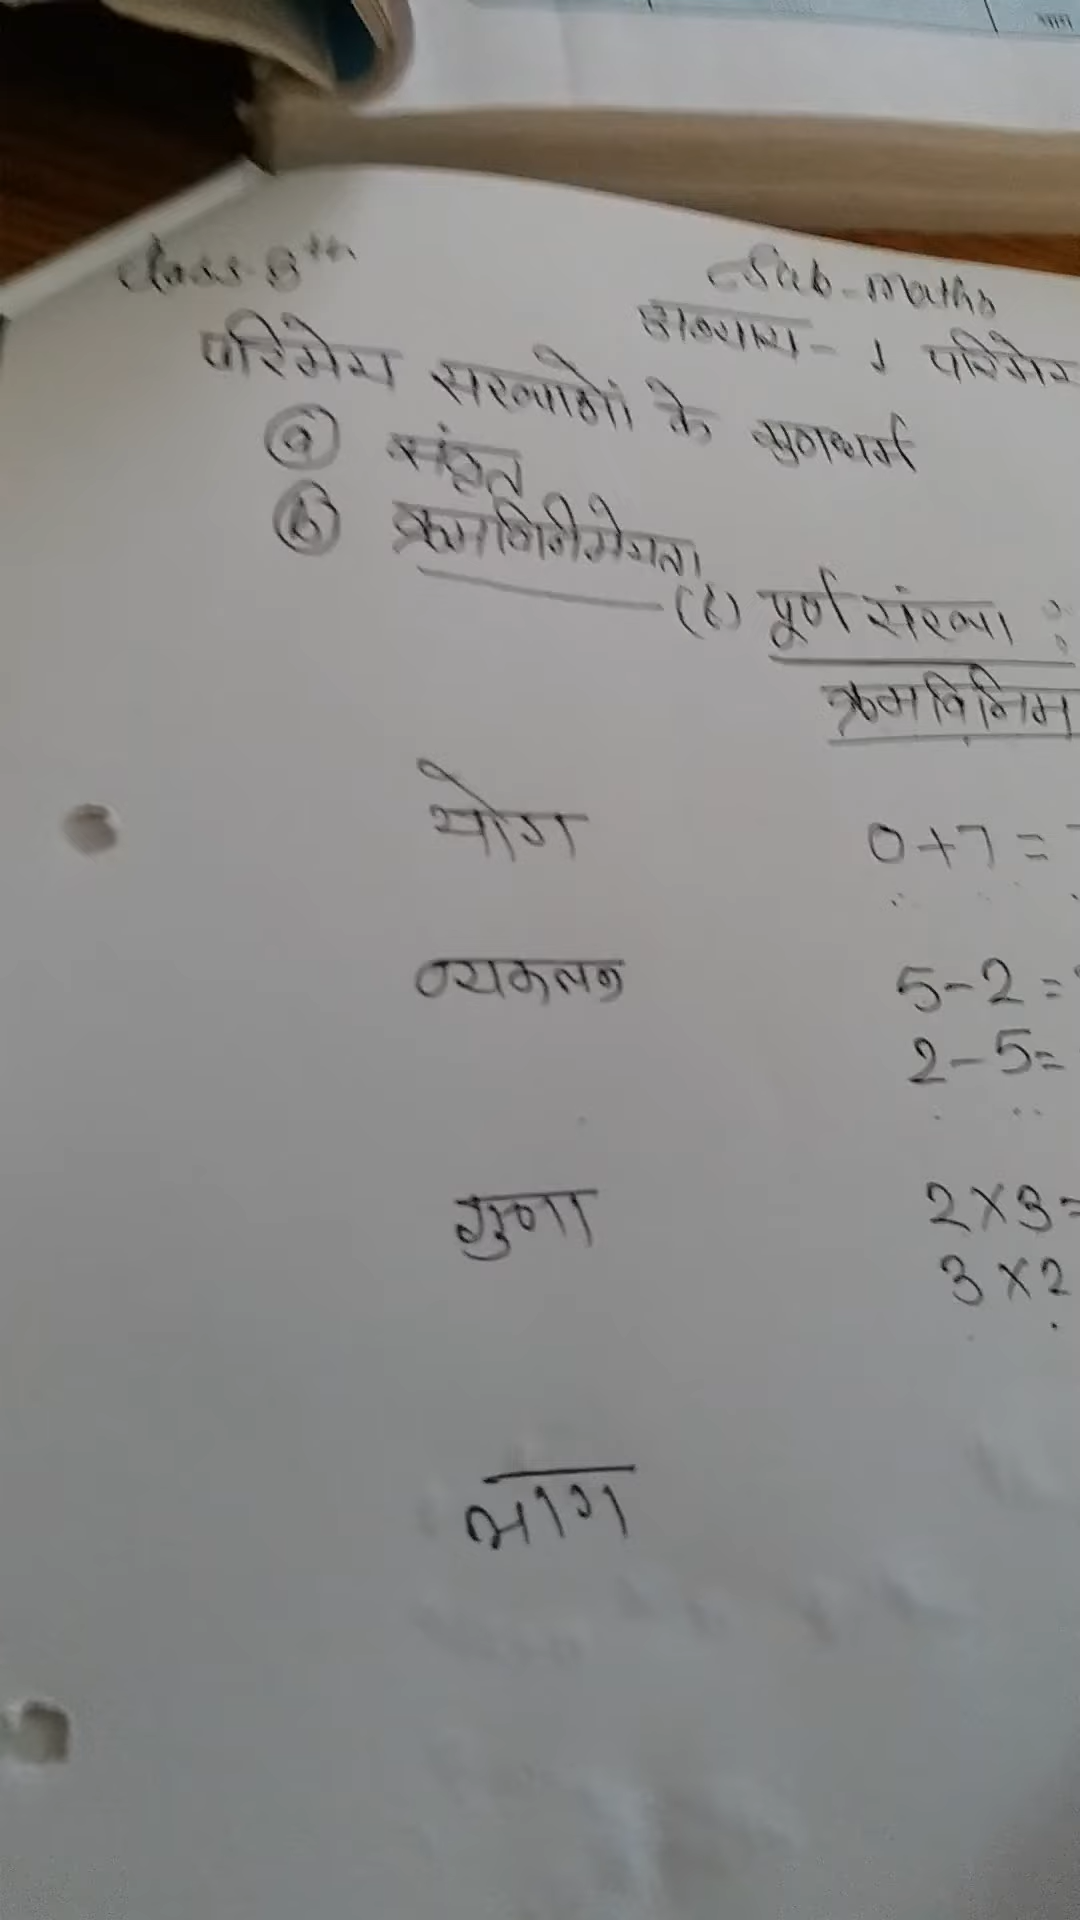 Class 8th
Sub-maths
अध्याय - 1 परिमेय
परिमेय संख्याओं के गुणधर्म
(a) संवृत
(b) क्रमविनिमेयता
(१) पूर्ण संख्या :
क्रमविनिम
योग
0+7=
व्यकलन
5-2=
2-5=
गुणा
2×3=
3×2
भाग